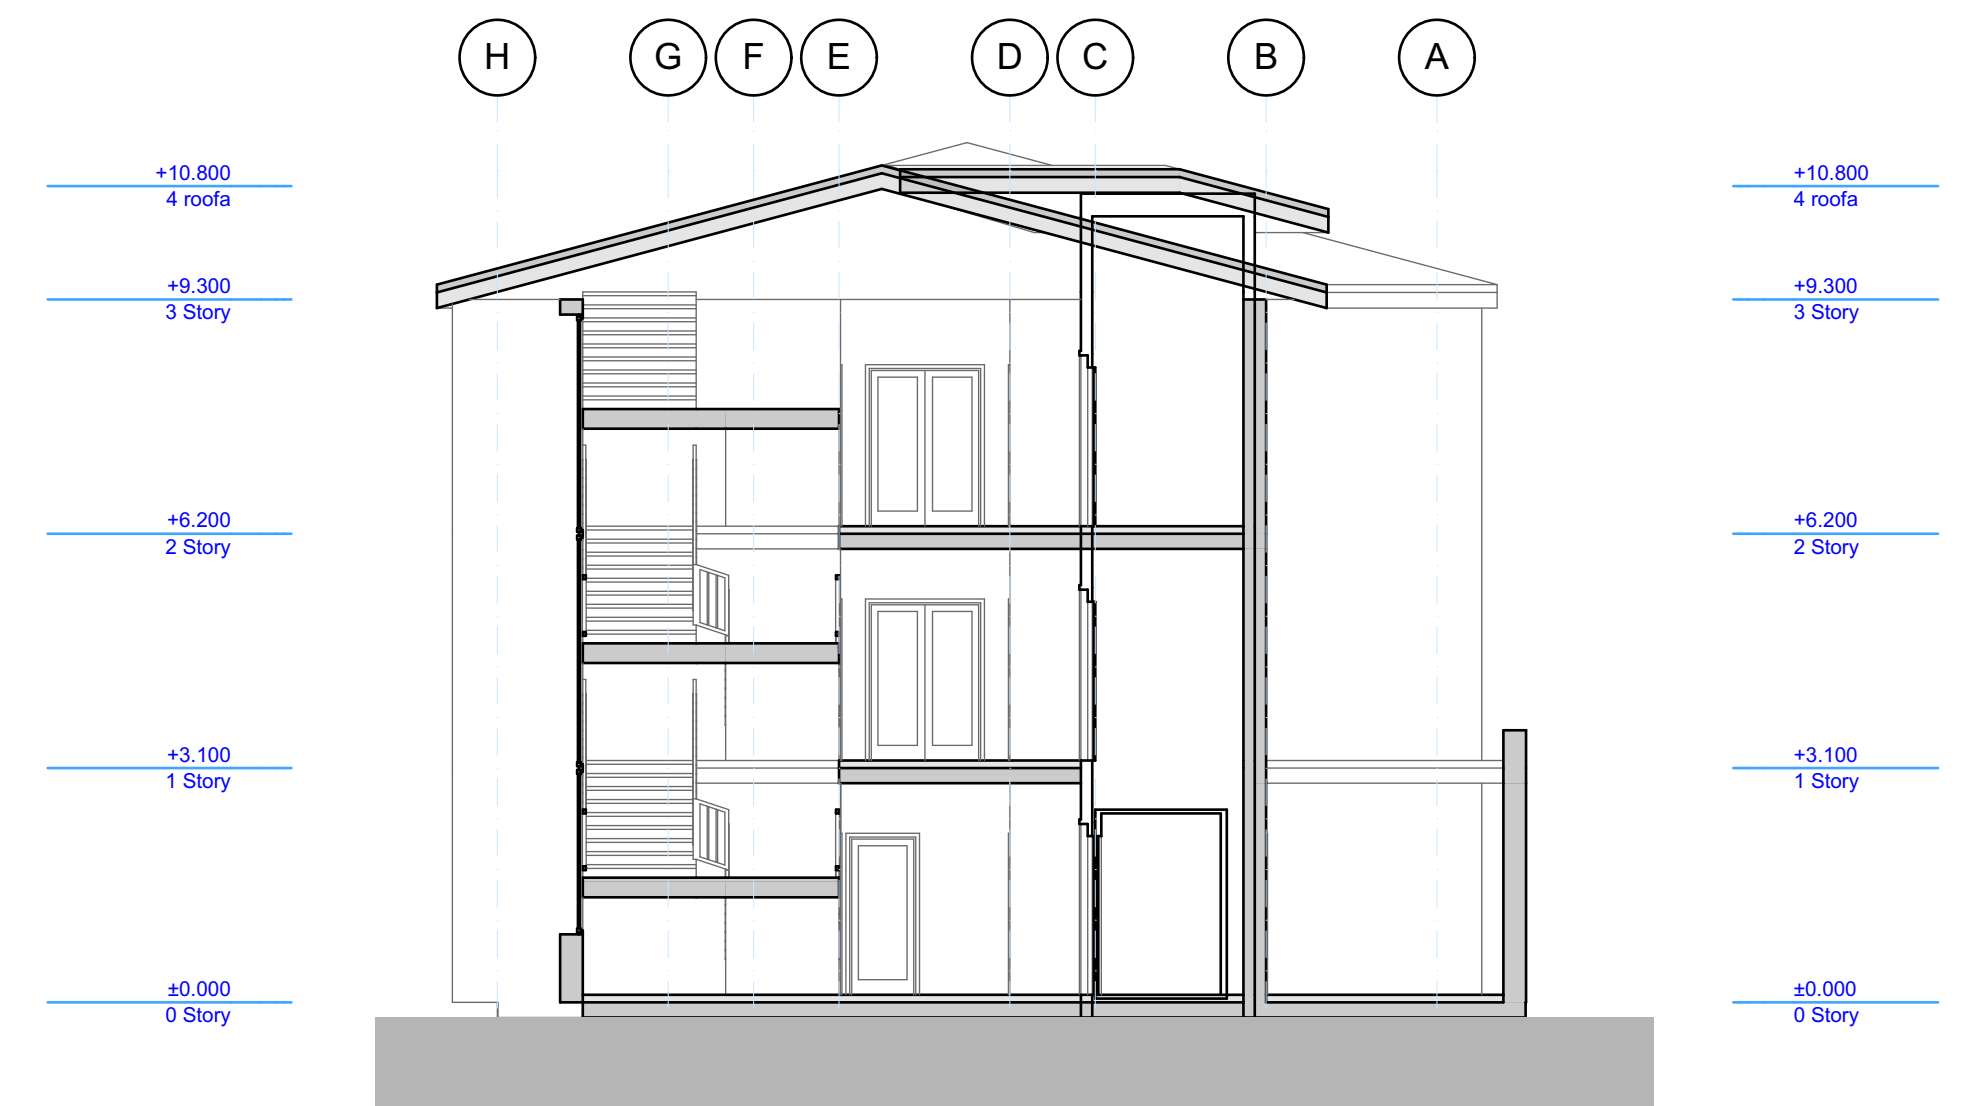 H G F E D C B A
+10.800 +10.800
4 roofa 4 roofa
+9.300 +9.300
3 Story 3 Story
+6.200 +6.200
2 Story 2 Story
+3.100 +3.100
1 Story 1 Story
±0.000 ±0.000
0 Story 0 Story